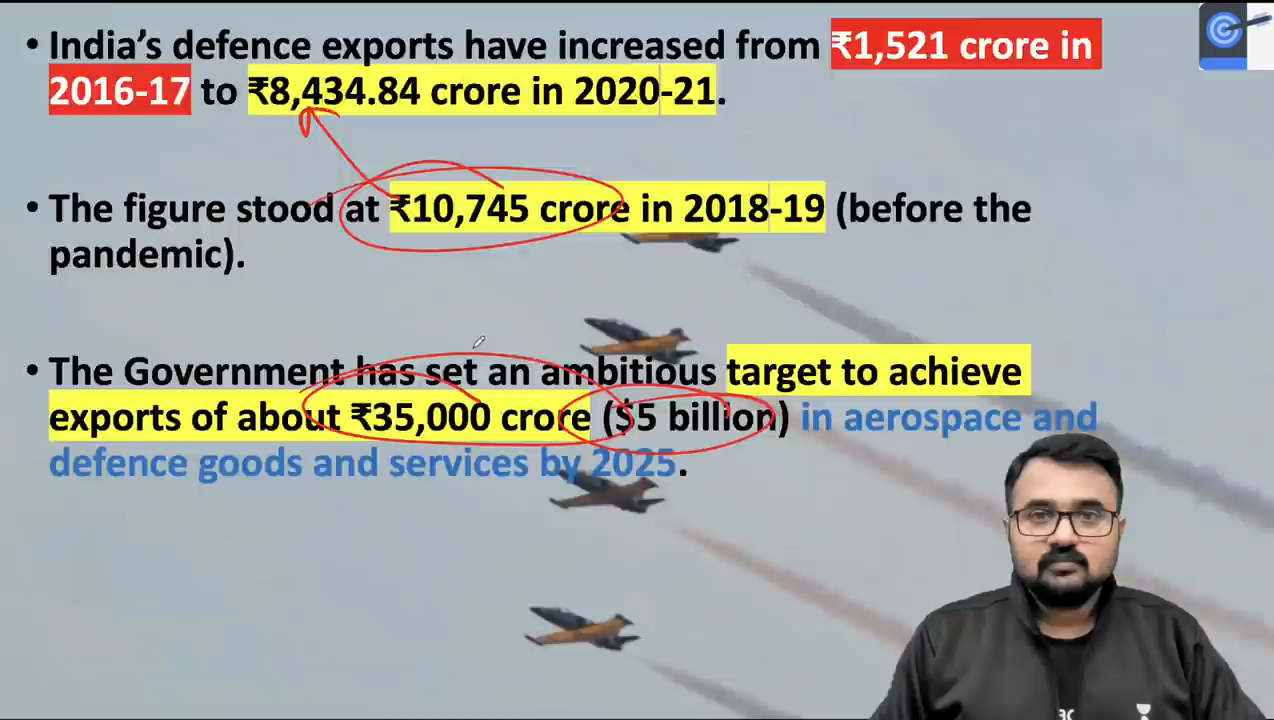 • India’s defence exports have increased from ₹1,521 crore in
2016-17 to ₹8,434.84 crore in 2020-21.
• The figure stood at ₹10,745 crore in 2018-19 (before the
pandemic).
• The Government has set an ambitious target to achieve
exports of about ₹35,000 crore ($5 billion) in aerospace and
defence goods and services by 2025.